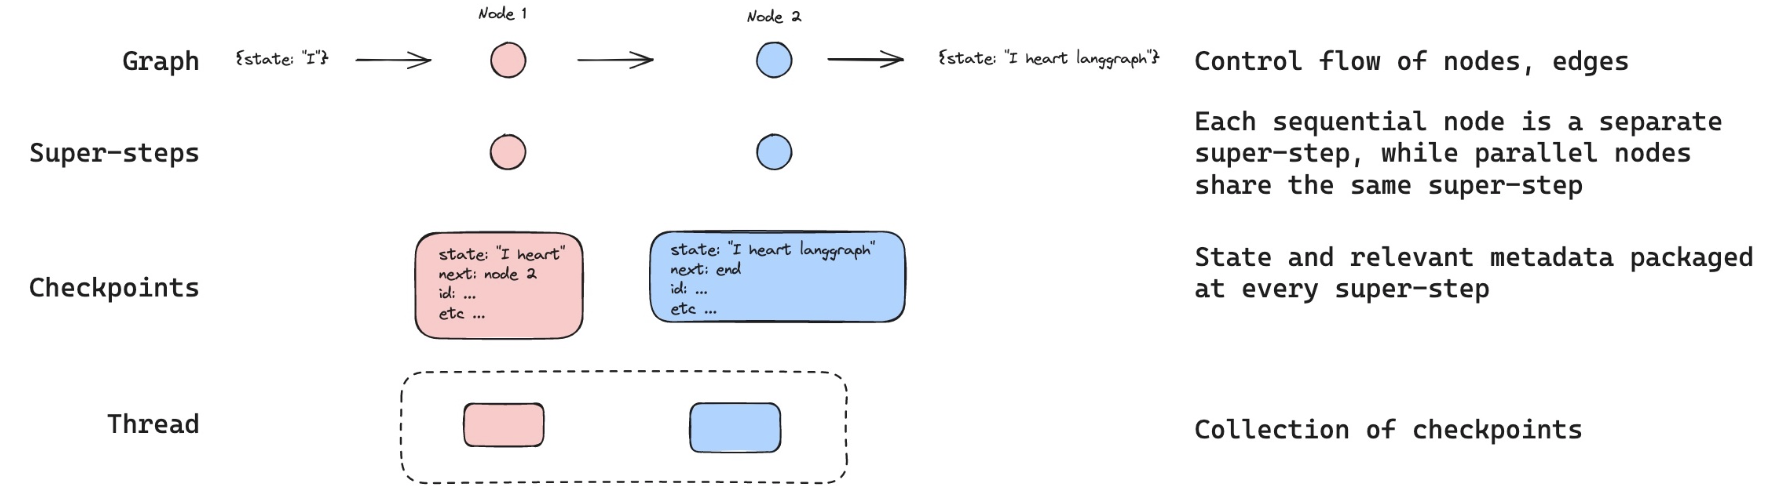 Node 1
Node 2
Graph
{state: "I"}
{state: "I heart langgraph"}
Control flow of nodes, edges
Super-steps
Each sequential node is a separate
super-step, while parallel nodes
share the same super-step
Checkpoints
state: "I heart"
next: node 2
id: ...
etc ...
state: "I heart langgraph"
next: end
id: ...
etc ...
State and relevant metadata packaged
at every super-step
Thread
Collection of checkpoints